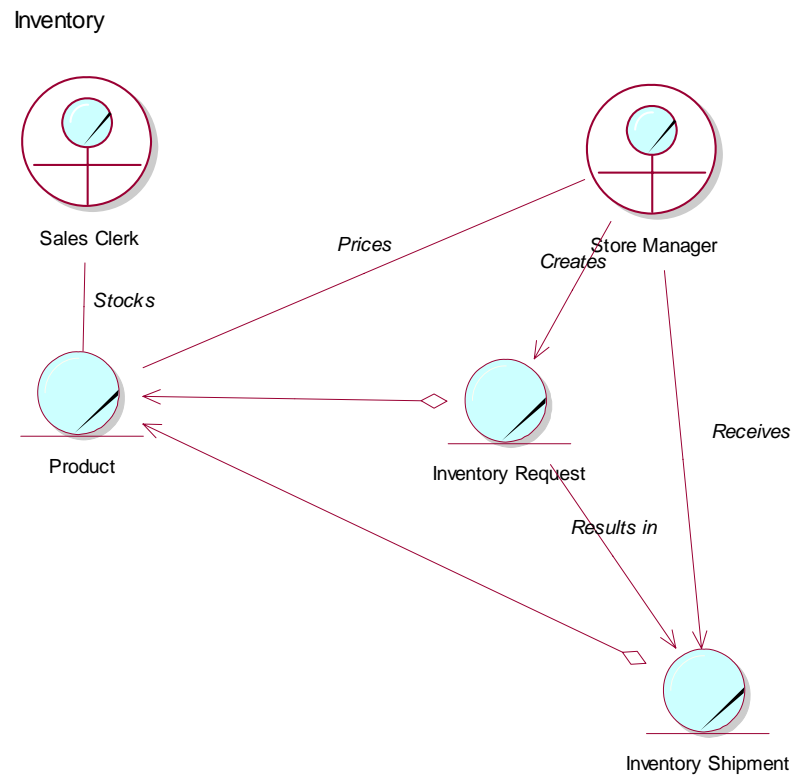 Inventory
Sales Clerk
Store Manager
Prices
Creates
Stocks
Receives
Product
Inventory Request
Results in
Inventory Shipment